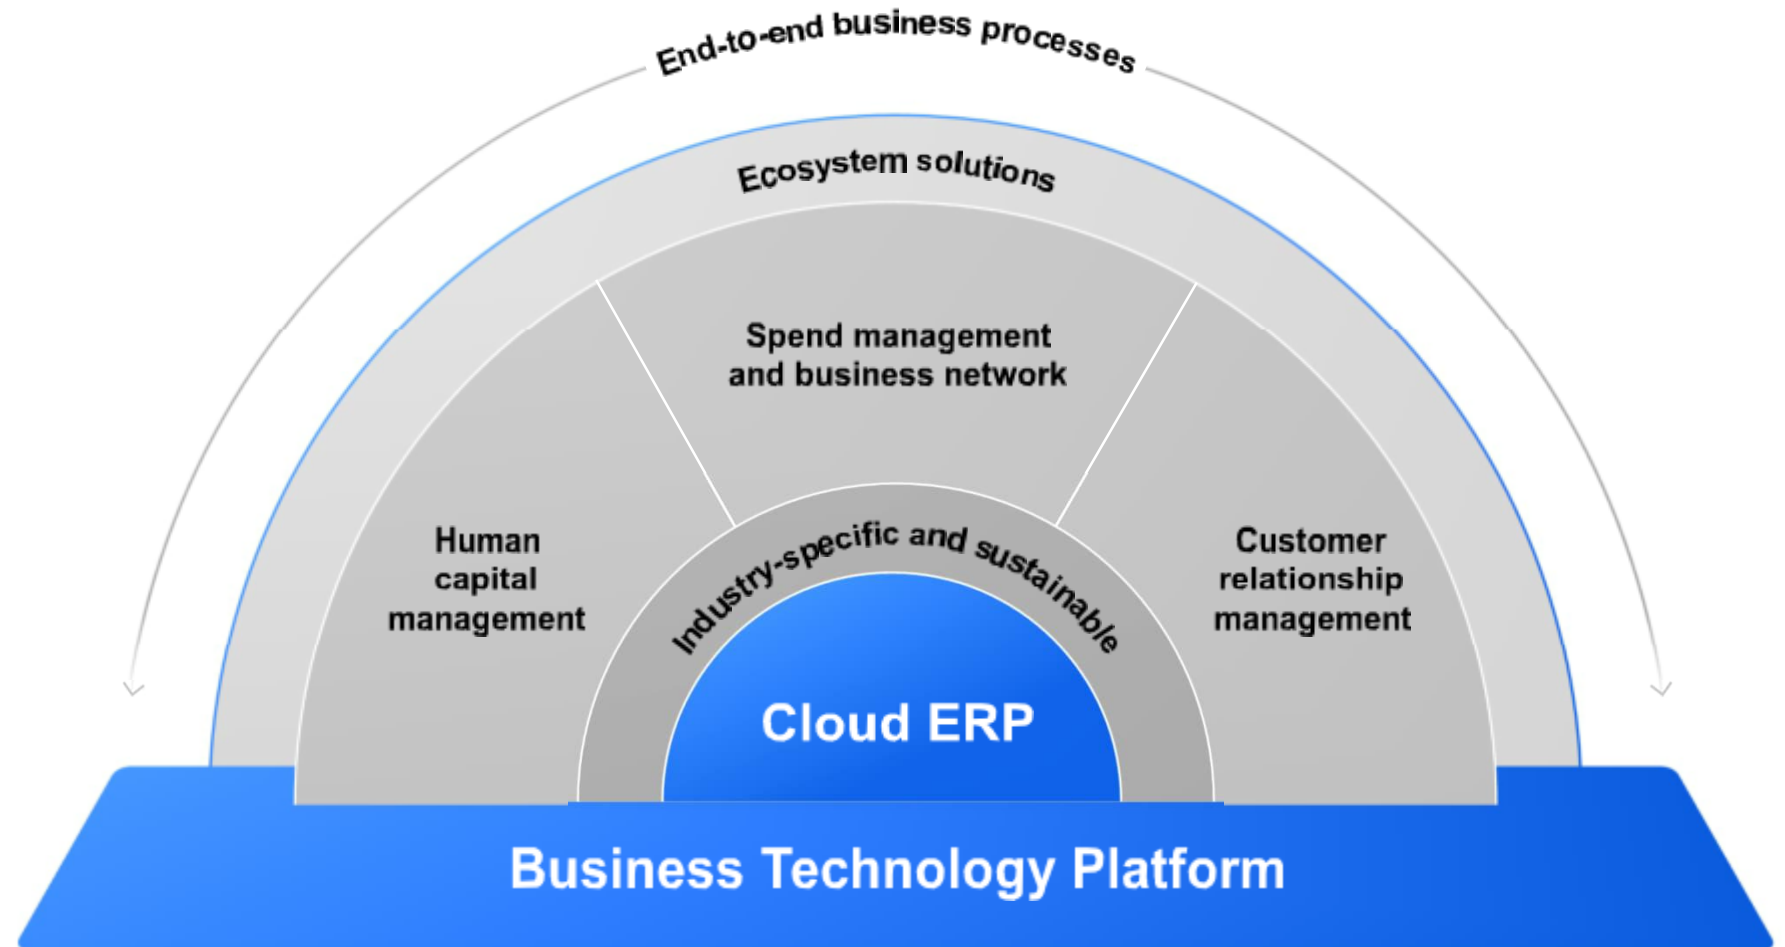 End-to-end business processes
Ecosystem solutions
Spend management
and business network
Human
capital
management
Customer
relationship
management
Industry-specific and sustainable
Cloud ERP
Business Technology Platform